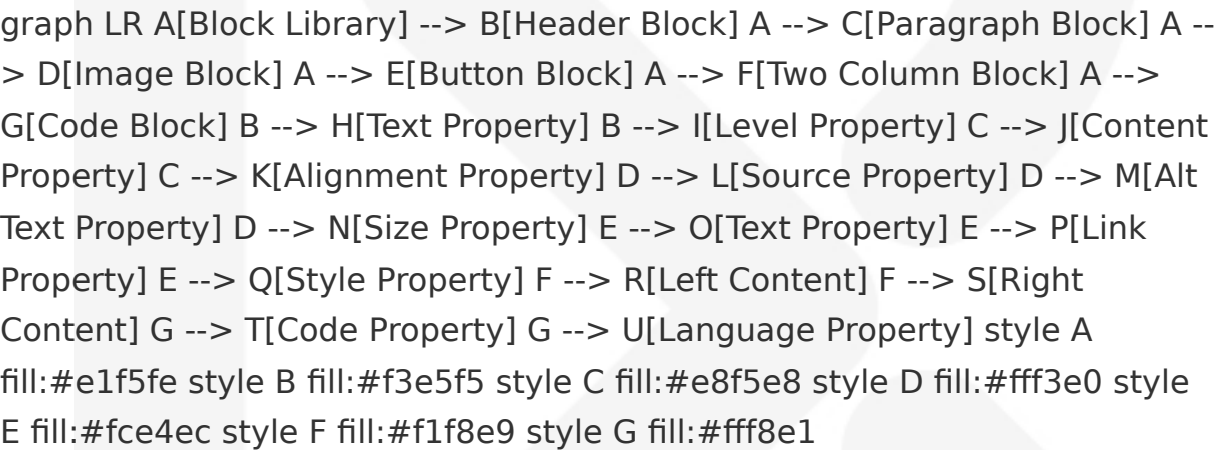 graph LR A[Block Library] --> B[Header Block] A --> C[Paragraph Block] A --
> D[Image Block] A --> E[Button Block] A --> F[Two Column Block] A -->
G[Code Block] B --> H[Text Property] B --> I[Level Property] C --> J[Content
Property] C --> K[Alignment Property] D --> L[Source Property] D --> M[Alt
Text Property] D --> N[Size Property] E --> O[Text Property] E --> P[Link
Property] E --> Q[Style Property] F --> R[Left Content] F --> S[Right
Content] G --> T[Code Property] G --> U[Language Property] style A
fill:#e1f5fe style B fill:#f3e5f5 style C fill:#e8f5e8 style D fill:#fff3e0 style
E fill:#fce4ec style F fill:#f1f8e9 style G fill:#fff8e1